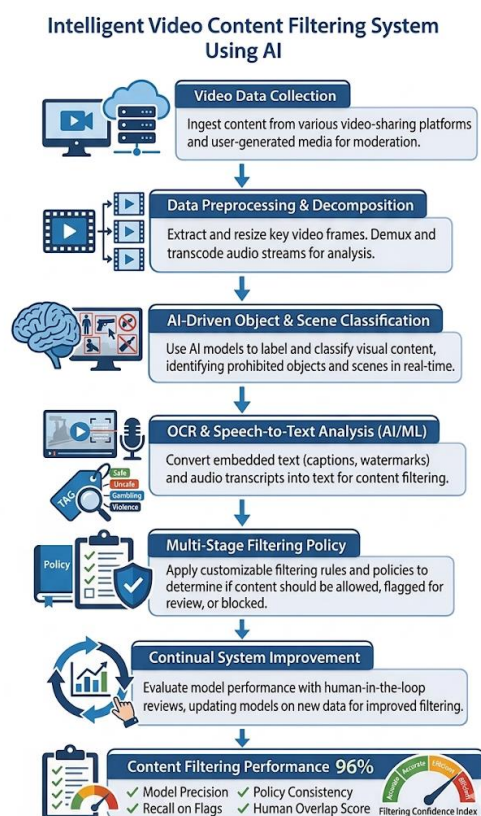 Intelligent Video Content Filtering System
Using AI
Video Data Collection
Ingest content from various video-sharing platforms
and user-generated media for moderation.
Data Preprocessing & Decomposition
Extract and resize key video frames. Demux and
transcode audio streams for analysis.
AI-Driven Object & Scene Classification
Use AI models to label and classify visual content,
identifying prohibited objects and scenes in real-time.
OCR & Speech-to-Text Analysis (AI/ML)
Convert embedded text (captions, watermarks)
and audio transcripts into text for content filtering.
TAG
Safe
Gambling
Violence
Multi-Stage Filtering Policy
Policy
Apply customizable filtering rules and policies to
determine if content should be allowed, flagged for
review, or blocked.
Continual System Improvement
Evaluate model performance with human-in-the-loop
reviews, updating models on new data for improved filtering.
Content Filtering Performance 96%
✓ Model Precision ✓ Policy Consistency
✓ Recall on Flags ✓ Human Overlap Score
Accurate
Accurate
Filtering Confidence Index